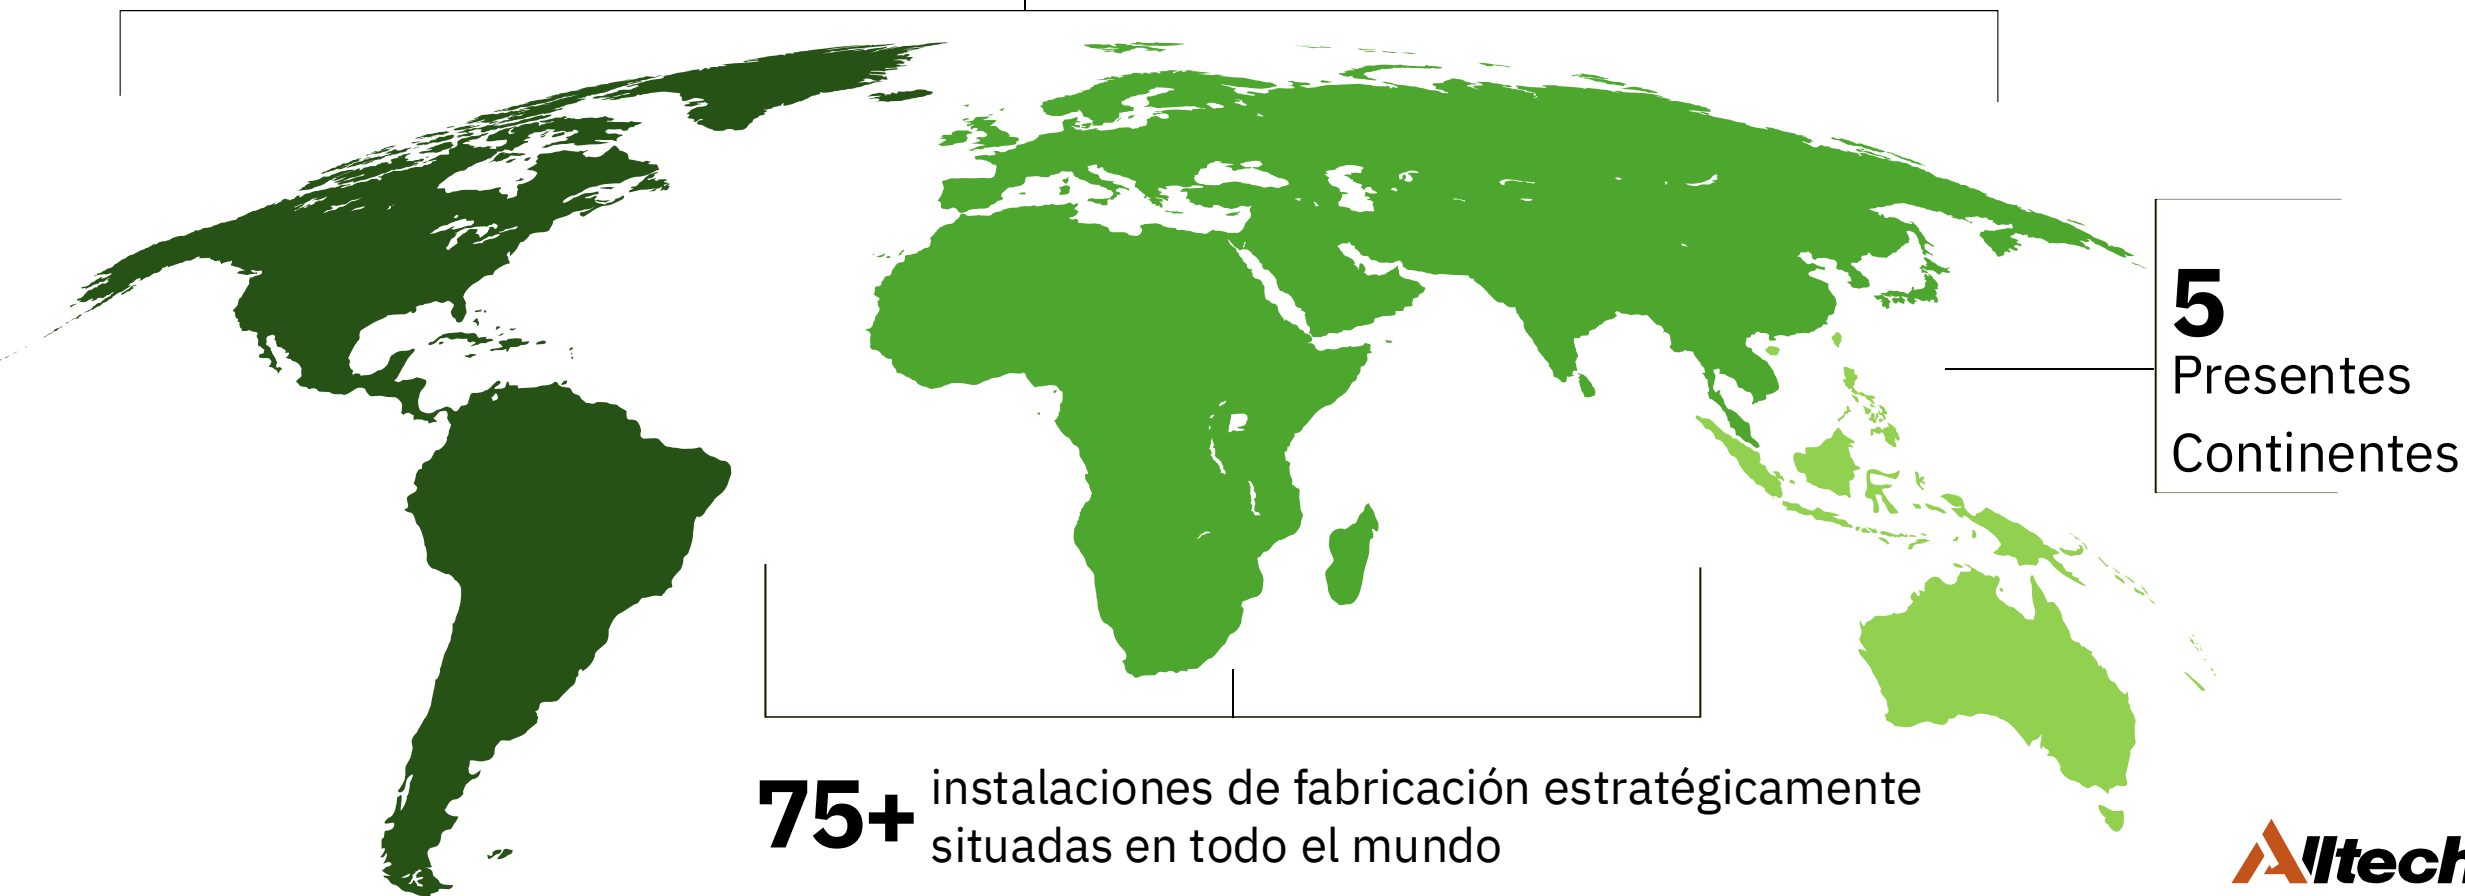 5
Presentes
Continentes
75+
instalaciones de fabricación estratégicamente
situadas en todo el mundo
Alltech